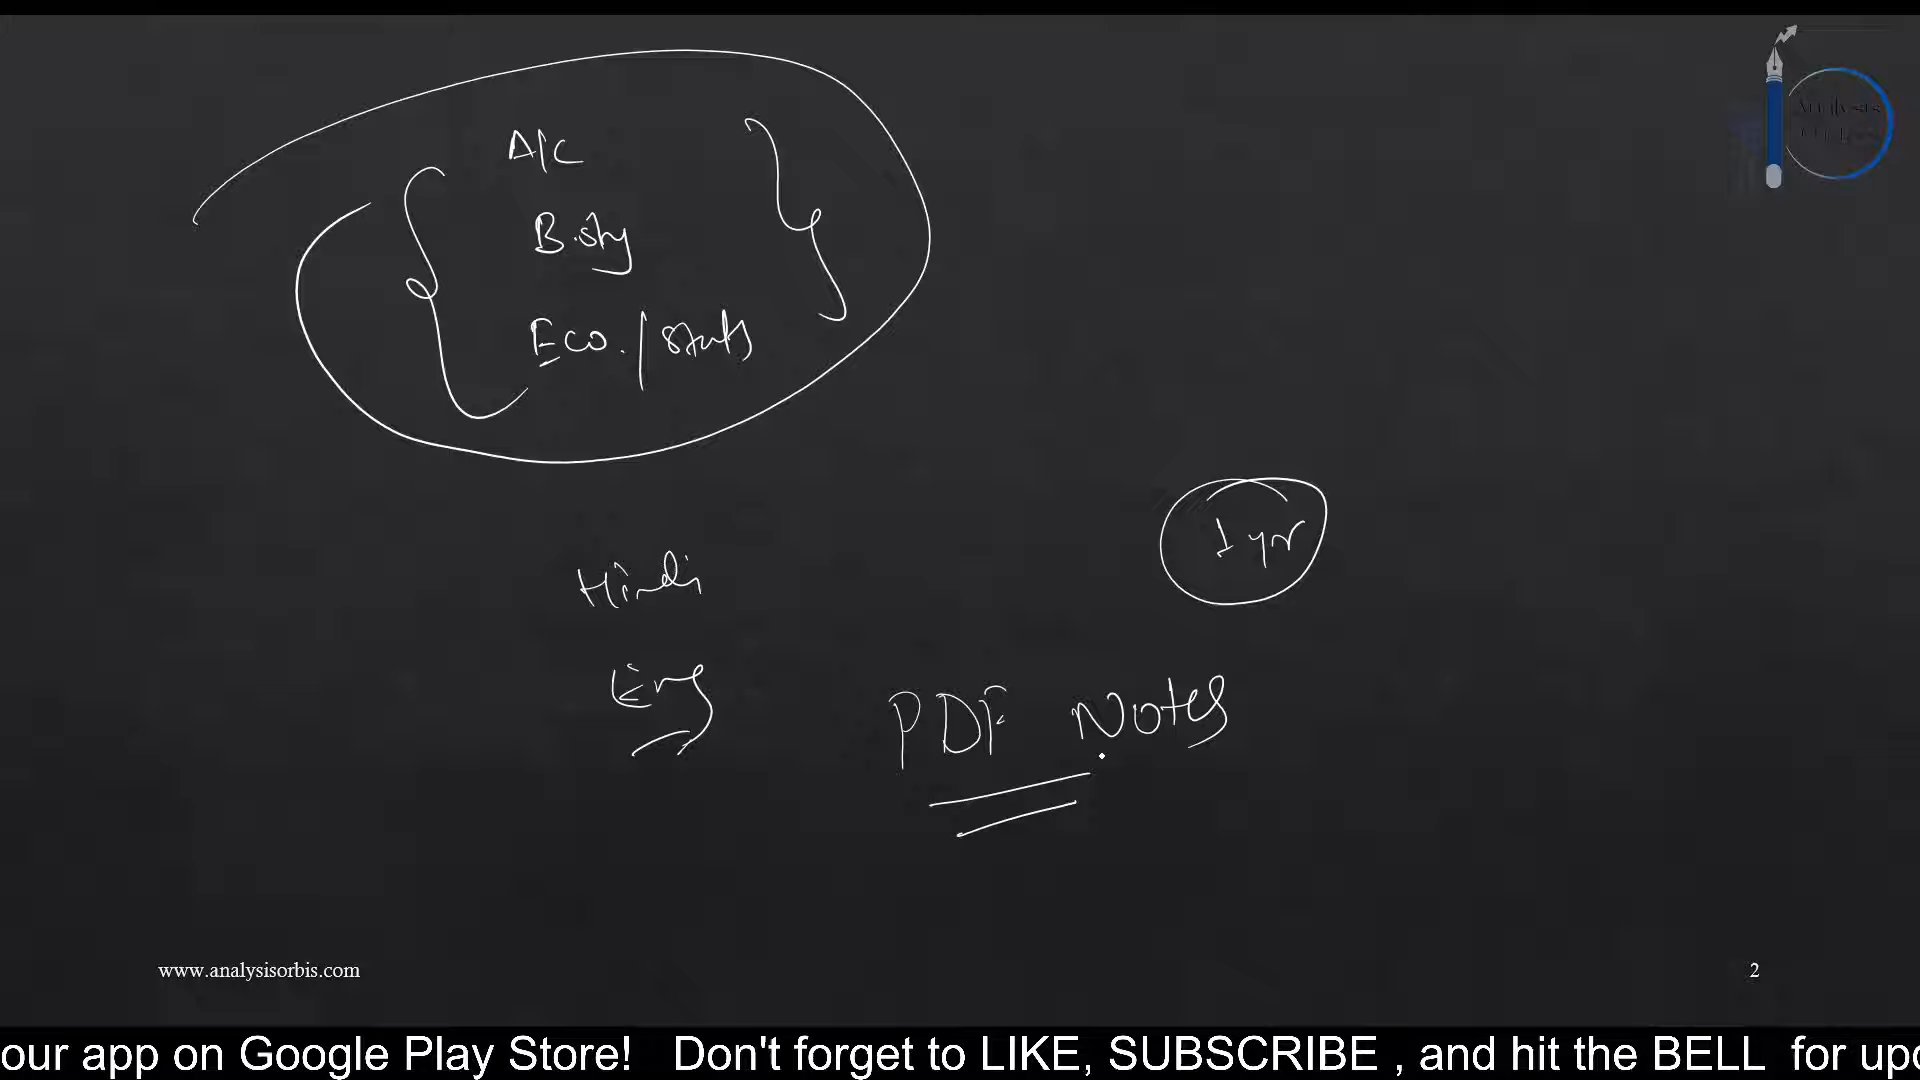 A/C
B.sty
Eco. / Stats
1 yr
Hindi
Eng
PDF Notes
www.analysisorbis.com
2
our app on Google Play Store! Don't forget to LIKE, SUBSCRIBE , and hit the BELL for upd